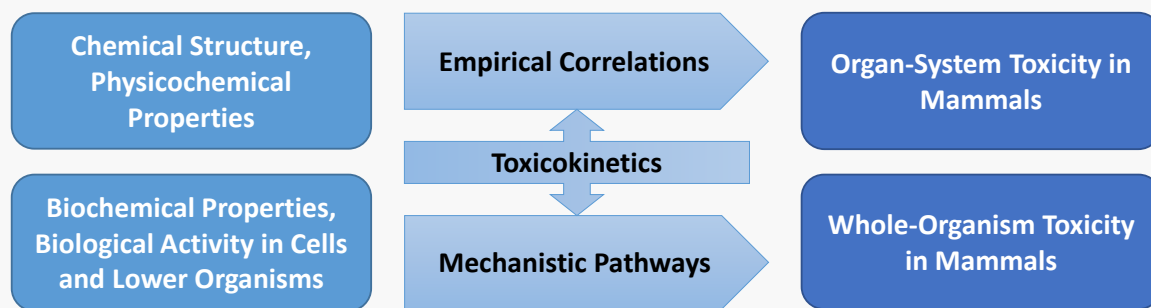 Chemical Structure,
Physicochemical
Properties
Empirical Correlations
Organ-System Toxicity in
Mammals
Toxicokinetics
Biochemical Properties,
Biological Activity in Cells
and Lower Organisms
Mechanistic Pathways
Whole-Organism Toxicity
in Mammals